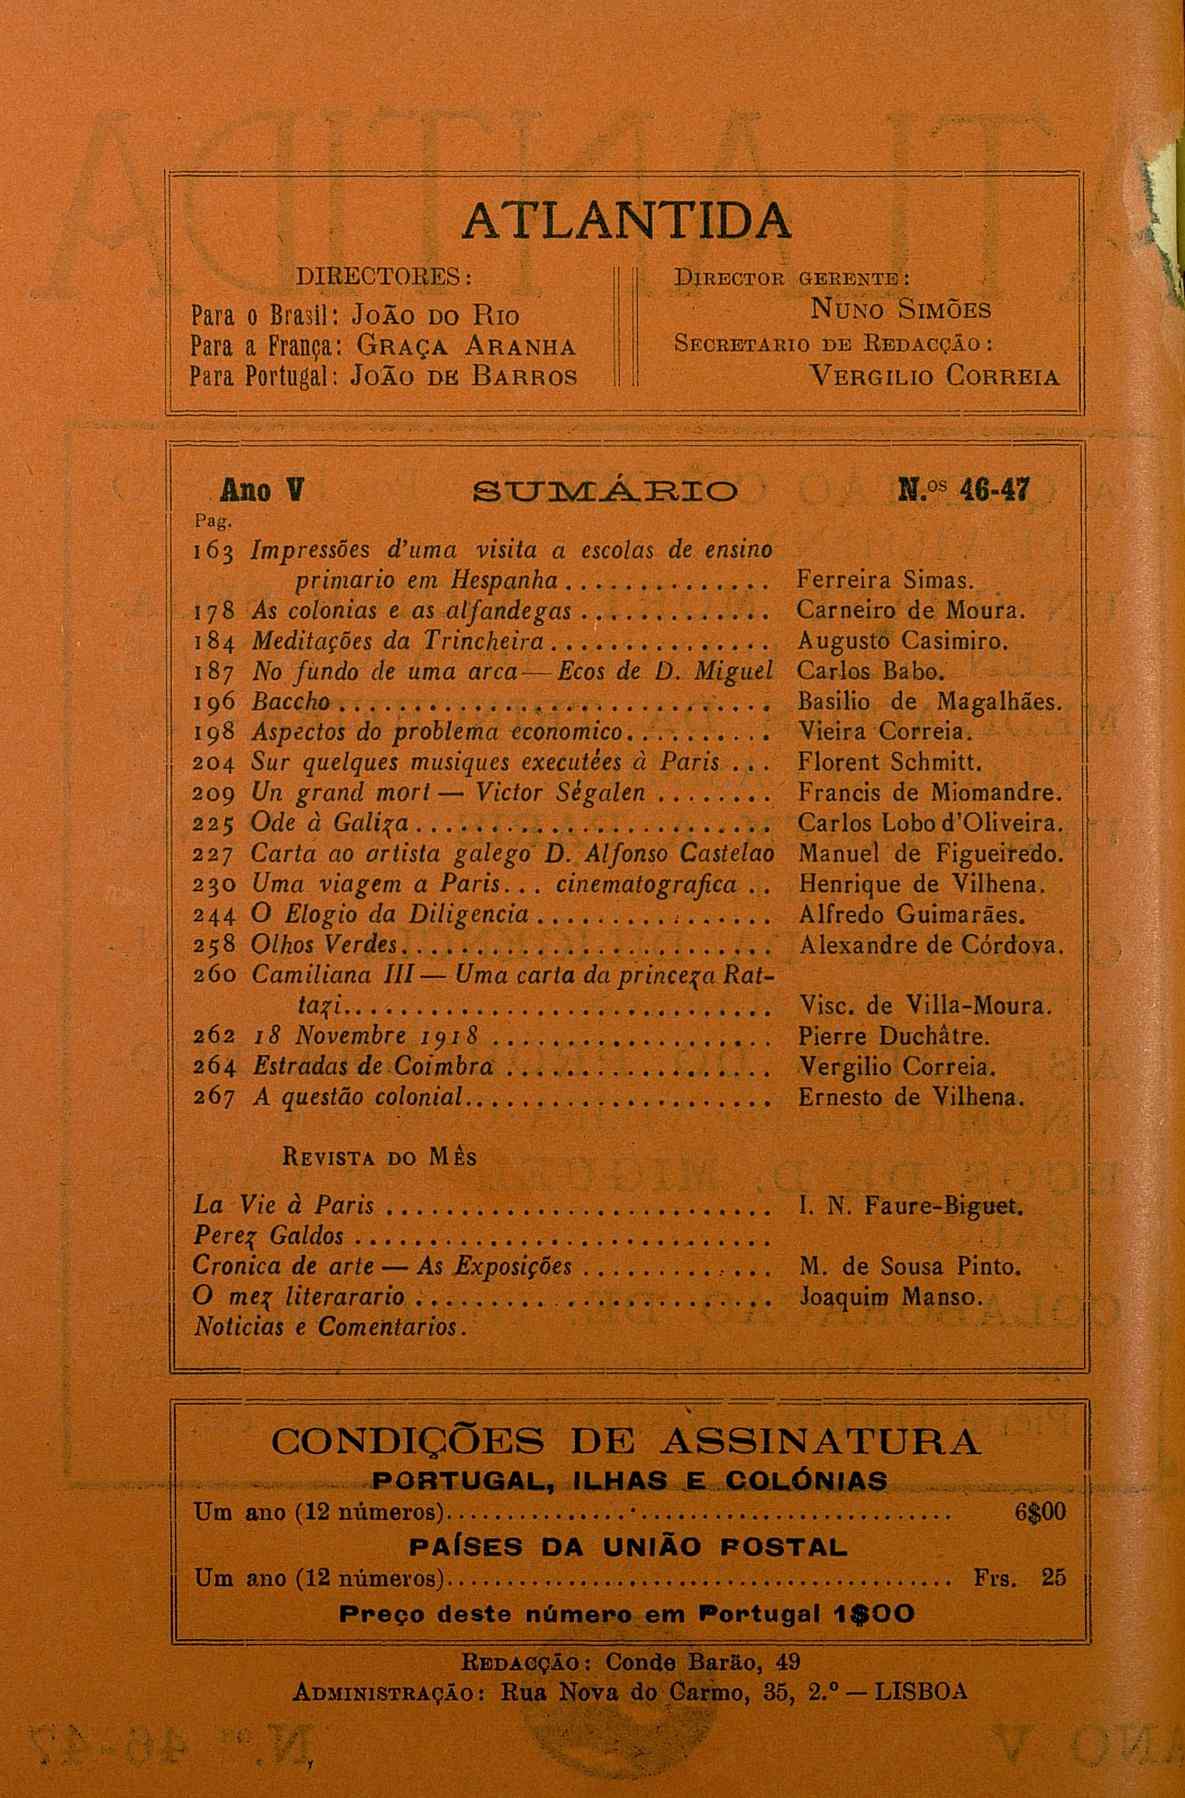 ATLANTIDA
DIRECTORES:
Para o Brasil: João do Rio
Para a França: Graça Aranha
Para Portugal: João de Barros
Director gerente:
Nuno Simões
Secretario de Redacção:
Vergilio Correia
Ano V SUMÁRIO N.os 46-47
Pag.
163 Impressões d'uma visita a escolas de ensino
primario em Hespanha............. Ferreira Simas.
178 As colonias e as alfandegas............. Carneiro de Moura.
184 Meditações da Trincheira............... Augusto Casimiro.
187 No fundo de uma arca — Ecos de D. Miguel Carlos Babo.
196 Baccho............................. Basilio de Magalhães.
198 Aspectos do problema economico.......... Vieira Correia.
204 Sur quelques musiques executées à Paris ... Florent Schmitt.
209 Un grand mort — Victor Ségalen ........ Francis de Miomandre.
225 Ode à Galiza........................ Carlos Lobo d'Oliveira.
227 Carta ao artista galego D. Alfonso Castelao Manuel de Figueiredo.
230 Uma viagem a Paris... cinematografica .. Henrique de Vilhena.
244 O Elogio da Diligencia................ Alfredo Guimarães.
258 Olhos Verdes......................... Alexandre de Córdova.
260 Camiliana III — Uma carta da princeza Rat-
tazi............................. Visc. de Villa-Moura.
262 18 Novembre 1918 ................... Pierre Duchâtre.
264 Estradas de Coimbra .................. Vergilio Correia.
267 A questão colonial..................... Ernesto de Vilhena.
Revista do Mês
La Vie à Paris .......................... I. N. Faure-Biguet.
Perez Galdos ............................
Cronica de arte — As Exposições ............. M. de Sousa Pinto.
O mez literarario ........................ Joaquim Manso.
Noticias e Comentarios.
CONDIÇÕES DE ASSINATURA
PORTUGAL, ILHAS E COLÓNIAS
Um ano (12 números)........................................ 6$00
PAÍSES DA UNIÃO POSTAL
Um ano (12 números)........................................ Frs. 25
Preço deste número em Portugal 1$00
Redacção: Conde Barão, 49
Administração: Rua Nova do Carmo, 35, 2.º — LISBOA